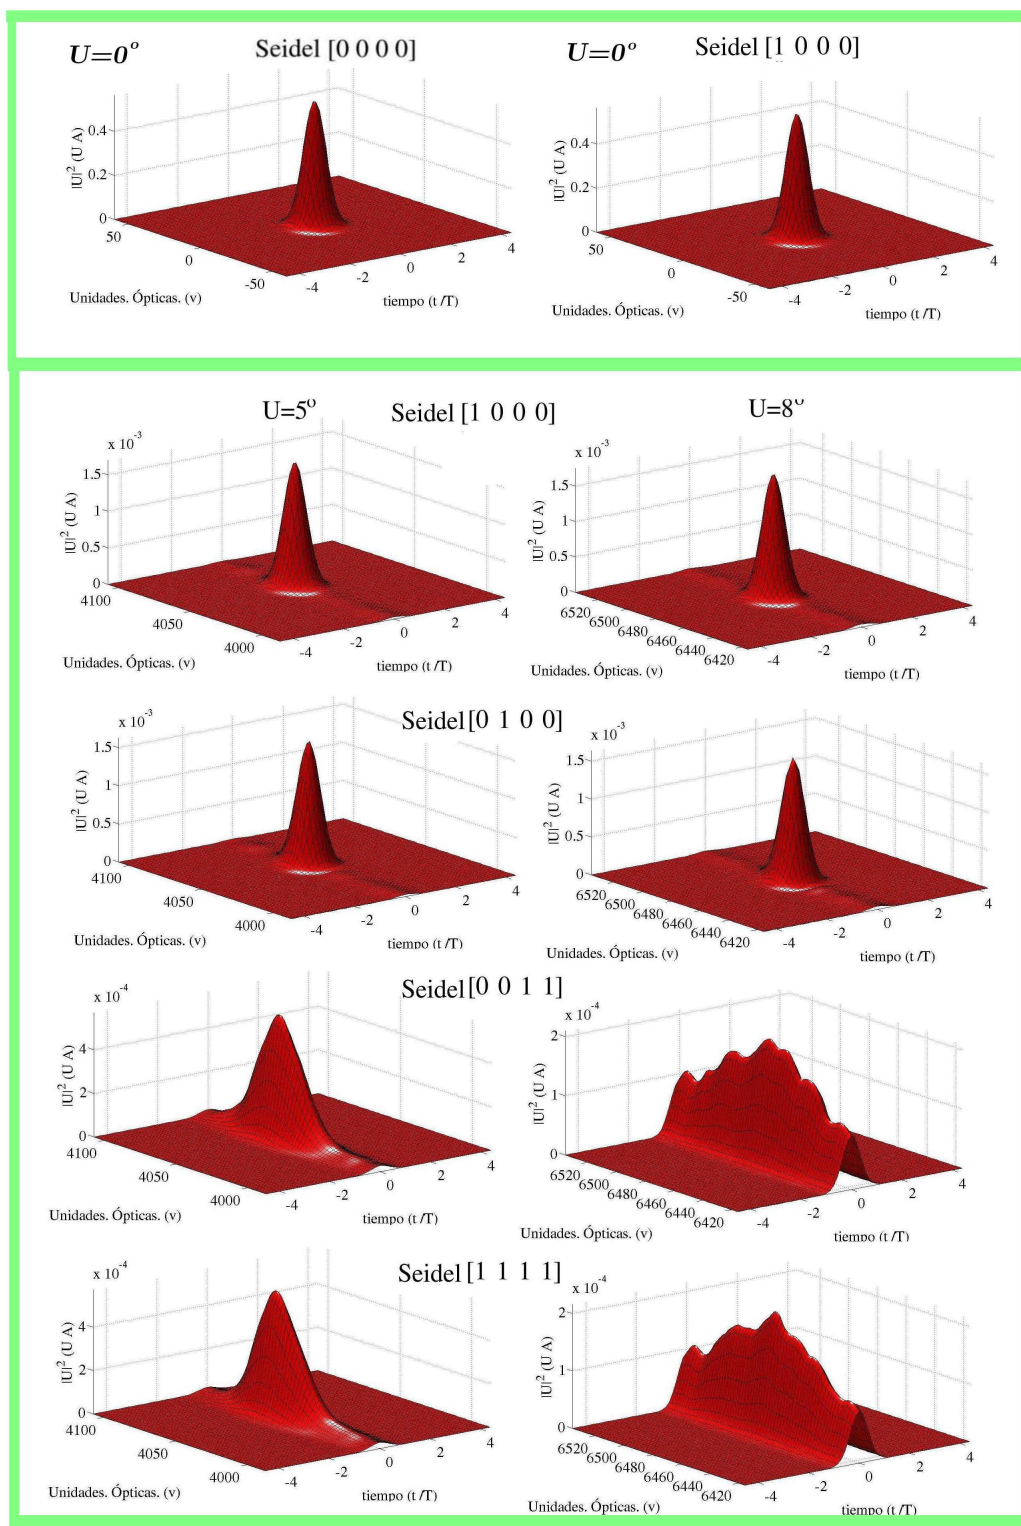 U=0º Seidel [0 0 0 0]
|U|² (U A)
0.4
0.2
0
50
0
-50
-4
-2
0
2
4
Unidades. Ópticas. (v)
tiempo (t /T)
U=0º Seidel [1 0 0 0]
|U|² (U A)
0.4
0.2
0
50
0
-50
-4
-2
0
2
4
Unidades. Ópticas. (v)
tiempo (t /T)
U=5º Seidel [1 0 0 0] U=8º
x 10⁻³
|U|² (U A)
1.5
1
0.5
0
4100
4050
4000
-4
-2
0
2
4
Unidades. Ópticas. (v)
tiempo (t /T)
x 10⁻³
|U|² (U A)
1.5
1
0.5
0
6520
6500
6480
6460
6440
6420
-4
-2
0
2
4
Unidades. Ópticas. (v)
tiempo (t /T)
Seidel [0 1 0 0]
x 10⁻³
|U|² (U A)
1.5
1
0.5
0
4100
4050
4000
-4
-2
0
2
4
Unidades. Ópticas. (v)
tiempo (t /T)
x 10⁻³
|U|² (U A)
1.5
1
0.5
0
6520
6500
6480
6460
6440
6420
-4
-2
0
2
4
Unidades. Ópticas. (v)
tiempo (t /T)
Seidel [0 0 1 1]
x 10⁻⁴
|U|² (U A)
4
2
0
4100
4050
4000
-4
-2
0
2
4
Unidades. Ópticas. (v)
tiempo (t /T)
x 10⁻⁴
|U|² (U A)
2
1
0
6520
6500
6480
6460
6440
6420
-4
-2
0
2
4
Unidades. Ópticas. (v)
tiempo (t /T)
Seidel [1 1 1 1]
x 10⁻⁴
|U|² (U A)
4
2
0
4100
4050
4000
-4
-2
0
2
4
Unidades. Ópticas. (v)
tiempo (t /T)
x 10⁻⁴
|U|² (U A)
2
1
0
6520
6500
6480
6460
6440
6420
-4
-2
0
2
4
Unidades. Ópticas. (v)
tiempo (t /T)